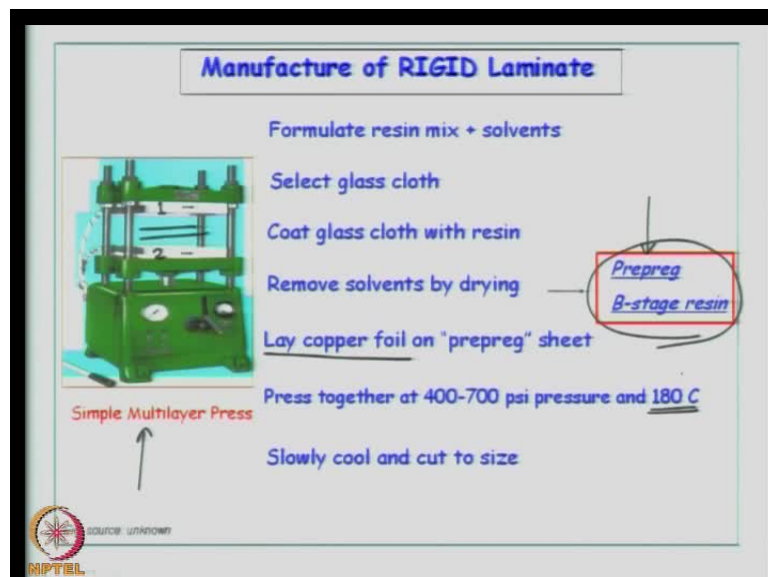 Manufacture of RIGID Laminate
Formulate resin mix + solvents
Select glass cloth
Coat glass cloth with resin
Remove solvents by drying
Prepreg
B-stage resin
Lay copper foil on "prepreg" sheet
Press together at 400-700 psi pressure and 180 C
Slowly cool and cut to size
1
2
Simple Multilayer Press
source: unknown
NPTEL